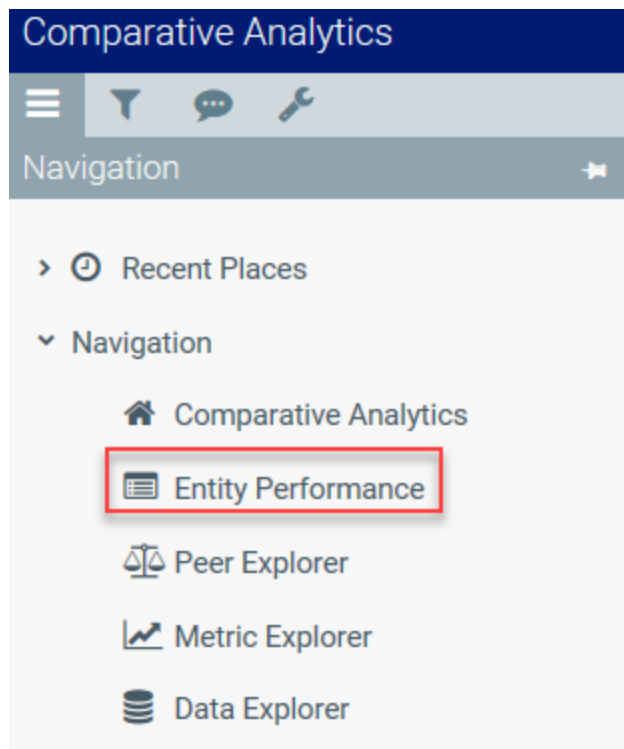 Comparative Analytics
Navigation
Recent Places
Navigation
Comparative Analytics
Entity Performance
Peer Explorer
Metric Explorer
Data Explorer